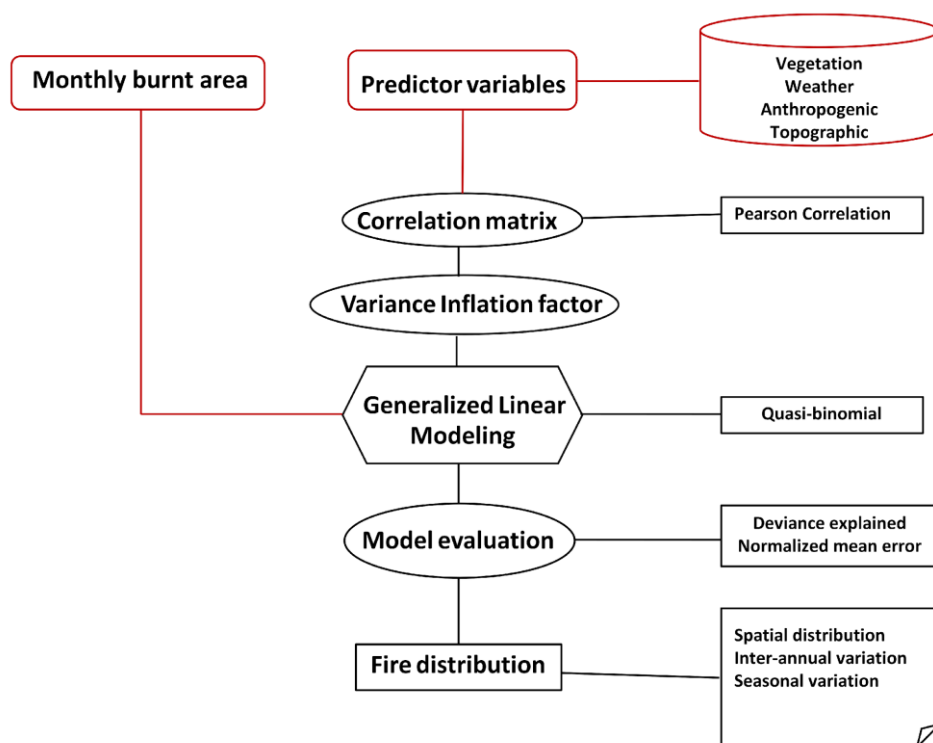 Monthly burnt area
Predictor variables
Vegetation
Weather
Anthropogenic
Topographic
Correlation matrix
Pearson Correlation
Variance Inflation factor
Generalized Linear
Modeling
Quasi-binomial
Model evaluation
Deviance explained
Normalized mean error
Fire distribution
Spatial distribution
Inter-annual variation
Seasonal variation